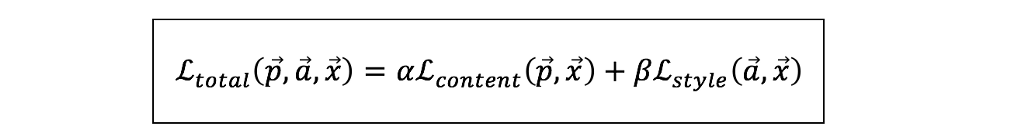 ℒ_total(p⃗, a⃗, x⃗) = αℒ_content(p⃗, x⃗) + βℒ_style(a⃗, x⃗)